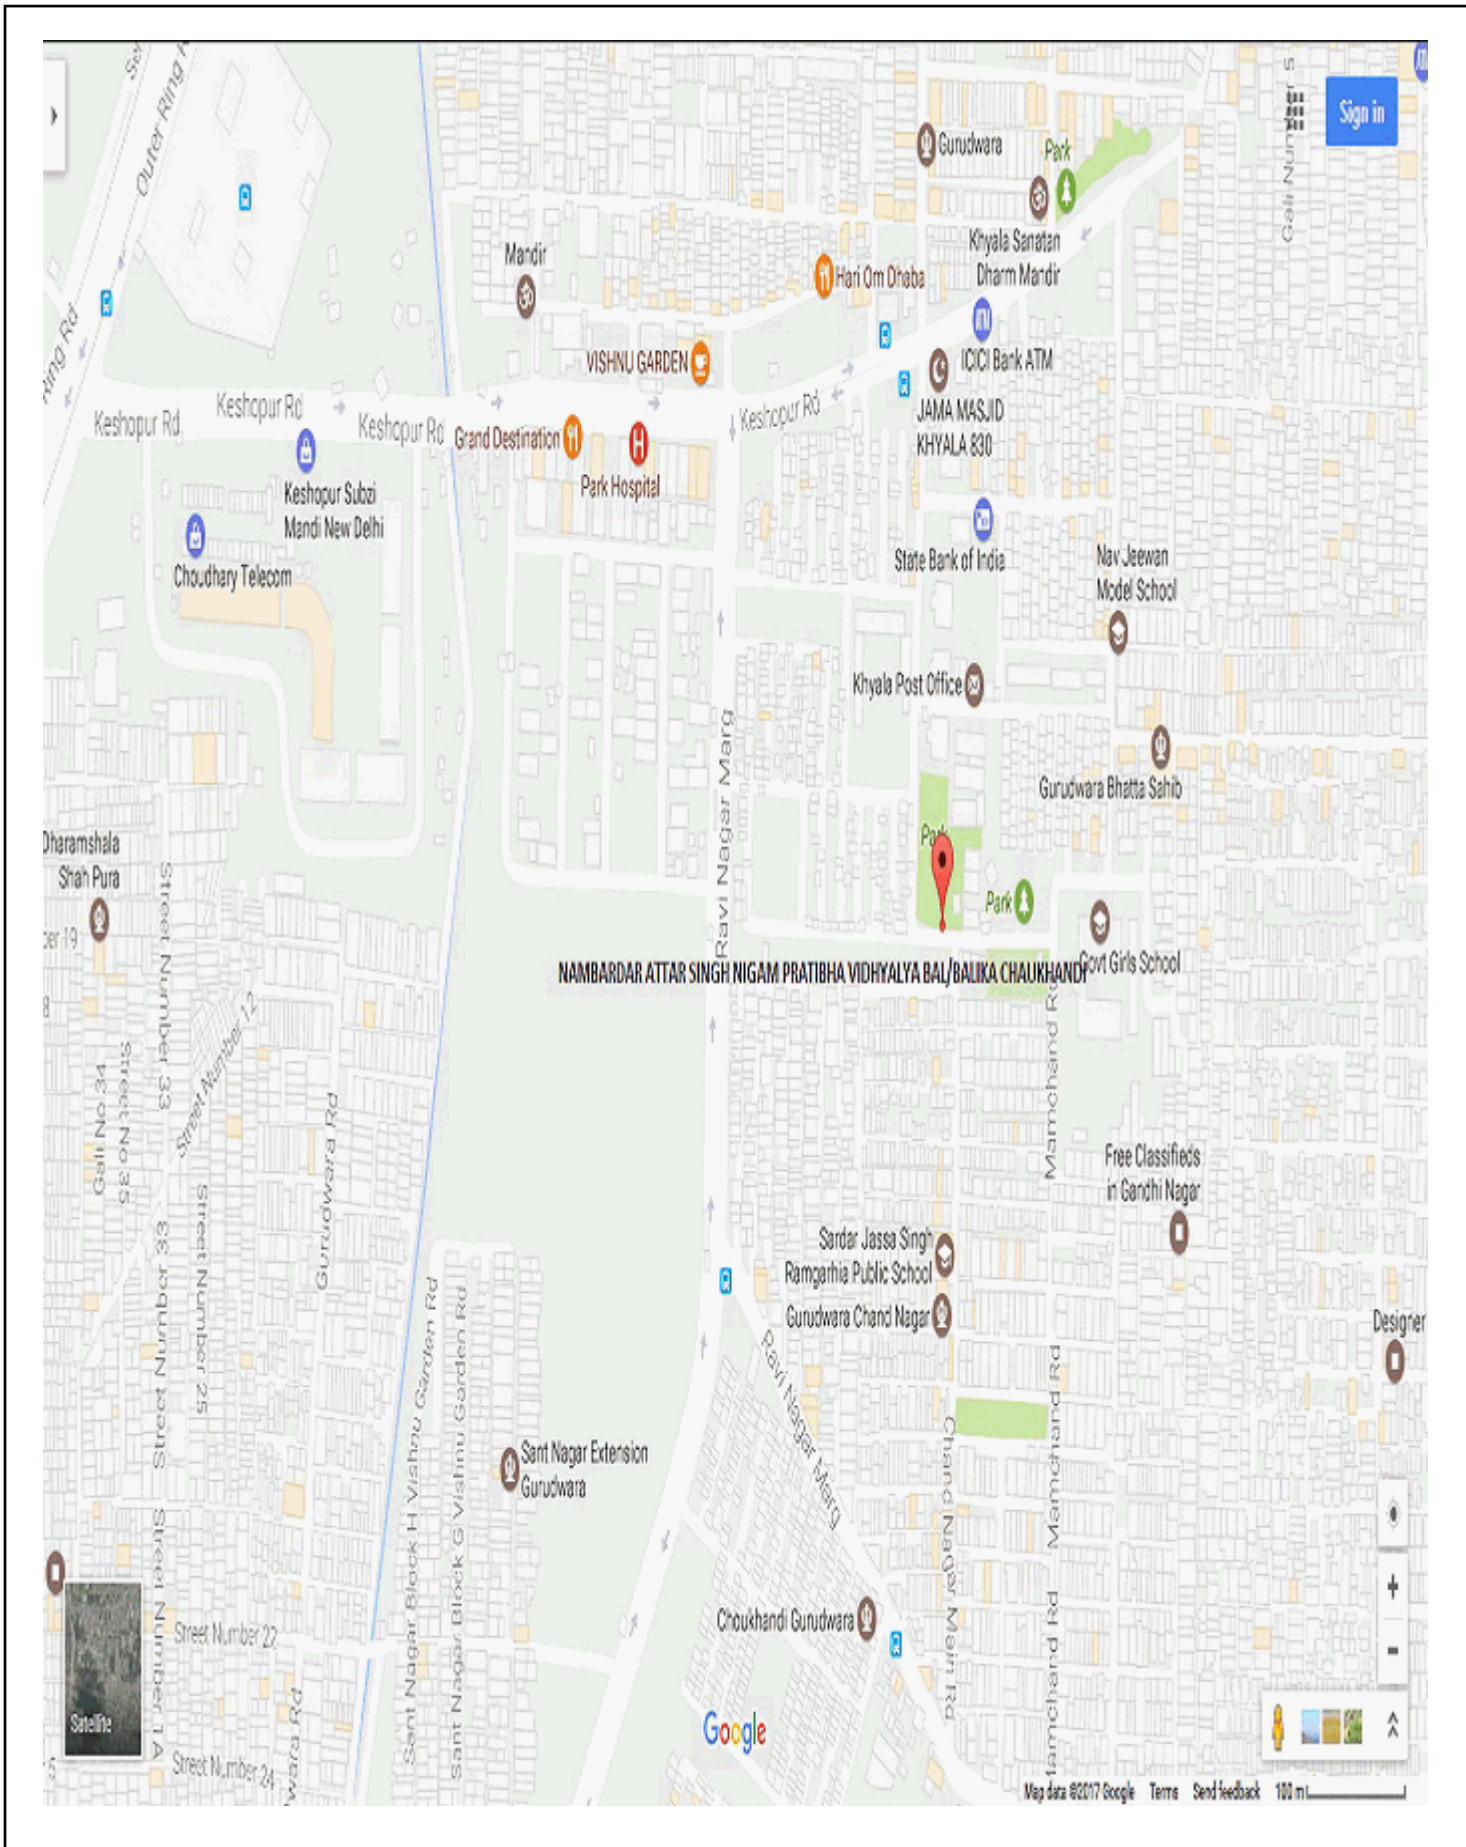 Outer Ring R
Sign in
Gali Number 5
Gurudwara
Park
Khyala Sanatan
Dharm Mandir
Mandir
Hari Om Dhaba
Ring Rd
VISHNU GARDEN
ICICI Bank ATM
Keshopur Rd
Keshopur Rd
Keshopur Rd
Keshopur Rd
JAMA MASJID
KHYALA 830
Grand Destination
Park Hospital
Keshopur Subzi
Mandi New Delhi
Choudhary Telecom
State Bank of India
Nav Jeewan
Model School
Khyala Post Office
Gurudwara Bhatta Sahib
Ravi Nagar Marg
Dharamshala
Shah Pura
Park
Park
Govt Girls School
NAMBARDAR ATTAR SINGH NIGAM PRATIBHA VIDHYALYA BAL/BALIKA CHAUKHANDI
Street Number 33
Street Number 12
Gali No 34
Street No 35
Gurudwara Rd
Mamchand Rd
Free Classifieds
in Gandhi Nagar
Street Number 33
Street Number 25
Sardar Jassa Singh
Ramgarhia Public School
Gurudwara Chand Nagar
Designer
Sant Nagar Block H Vishnu Garden Rd
Sant Nagar Block G Vishnu Garden Rd
Ravi Nagar Marg
Mamchand Rd
Sant Nagar Extension
Gurudwara
Chand Nagar Main Rd
Street Number 1A
Street Number 22
Choukhandi Gurudwara
Mamchand Rd
Satellite
Street Number 24
wara Rd
Google
Map data ©2017 Google Terms Send feedback 100 m